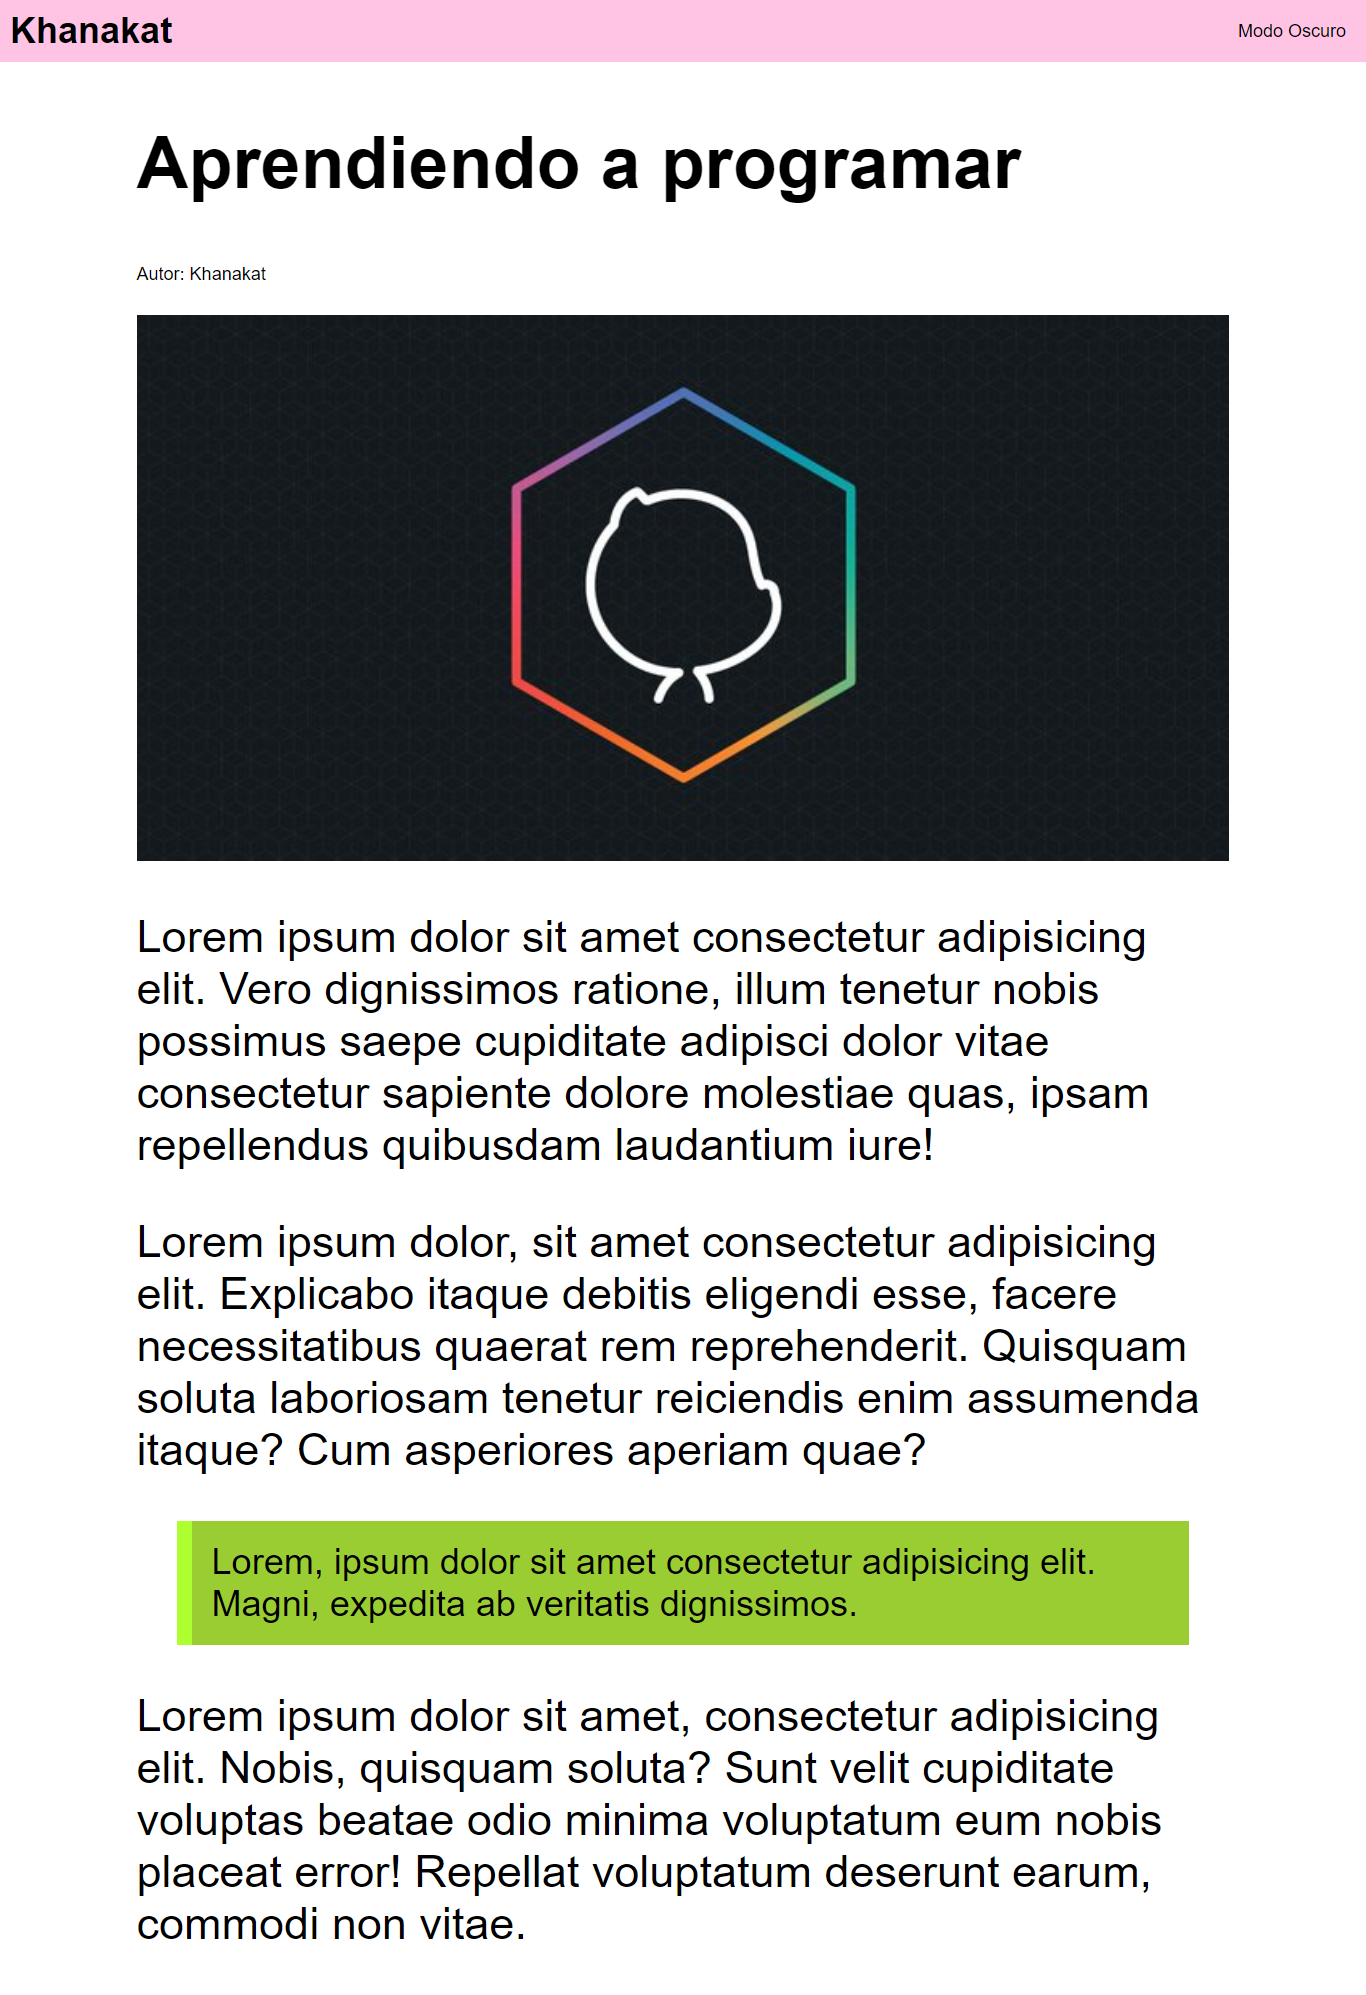 Khanakat
Modo Oscuro
Aprendiendo a programar
Autor: Khanakat
Lorem ipsum dolor sit amet consectetur adipisicing
elit. Vero dignissimos ratione, illum tenetur nobis
possimus saepe cupiditate adipisci dolor vitae
consectetur sapiente dolore molestiae quas, ipsam
repellendus quibusdam laudantium iure!
Lorem ipsum dolor, sit amet consectetur adipisicing
elit. Explicabo itaque debitis eligendi esse, facere
necessitatibus quaerat rem reprehenderit. Quisquam
soluta laboriosam tenetur reiciendis enim assumenda
itaque? Cum asperiores aperiam quae?
Lorem, ipsum dolor sit amet consectetur adipisicing elit.
Magni, expedita ab veritatis dignissimos.
Lorem ipsum dolor sit amet, consectetur adipisicing
elit. Nobis, quisquam soluta? Sunt velit cupiditate
voluptas beatae odio minima voluptatum eum nobis
placeat error! Repellat voluptatum deserunt earum,
commodi non vitae.